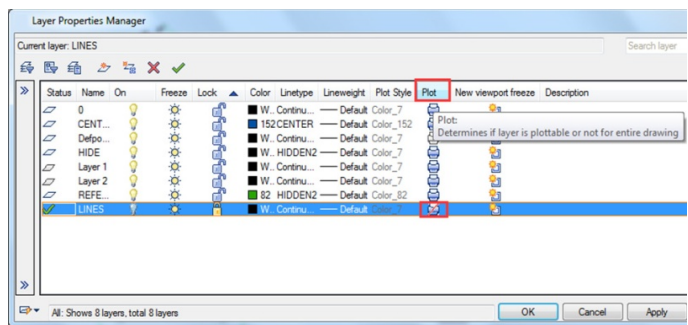 Layer Properties Manager
Current layer: LINES
Search layer
Status Name On Freeze Lock Color Linetype Lineweight Plot Style Plot New viewport freeze Description
0 W... Continu... Default Color_7
CENT... 152 CENTER Default Color_152
Defpo... W... Continu... Default Color_7
HIDE W... HIDDEN2 Default Color_7
Layer 1 W... Continu... Default Color_7
Layer 2 W... Continu... Default Color_7
REFE... 82 HIDDEN2 Default Color_82
LINES W... Continu... Default Color_7
Plot:
Determines if layer is plottable or not for entire drawing
All: Shows 8 layers, total 8 layers
OK Cancel Apply